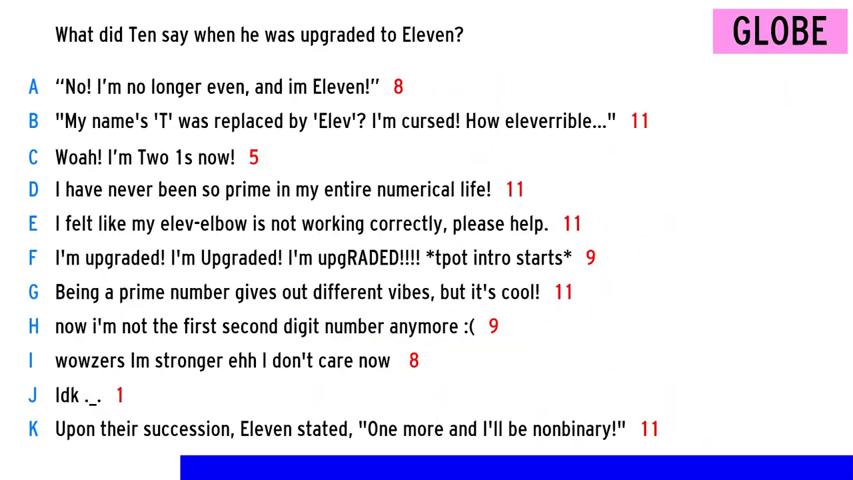 What did Ten say when he was upgraded to Eleven?
GLOBE
A “No! I’m no longer even, and im Eleven!” 8
B "My name's 'T' was replaced by 'Elev'? I'm cursed! How eleverrible..." 11
C Woah! I’m Two 1s now! 5
D I have never been so prime in my entire numerical life! 11
E I felt like my elev-elbow is not working correctly, please help. 11
F I'm upgraded! I'm Upgraded! I'm upgRADED!!!! *tpot intro starts* 9
G Being a prime number gives out different vibes, but it's cool! 11
H now i'm not the first second digit number anymore :( 9
I wowzers Im stronger ehh I don't care now 8
J Idk ._. 1
K Upon their succession, Eleven stated, "One more and I'll be nonbinary!" 11